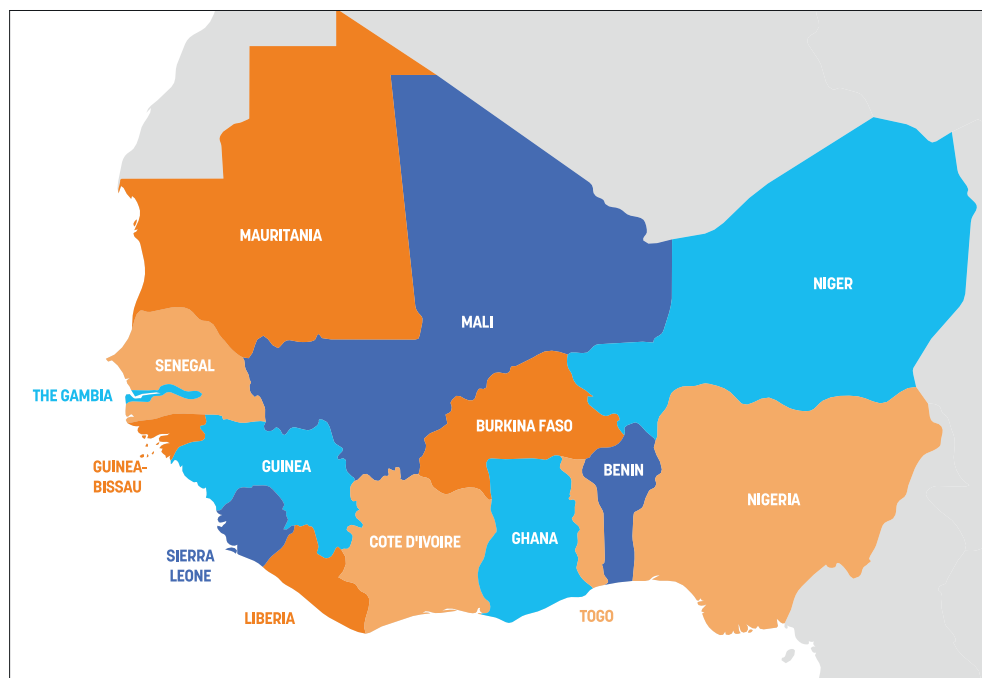 MAURITANIA
NIGER
MALI
SENEGAL
THE GAMBIA
BURKINA FASO
GUINEA-
BISSAU
GUINEA
BENIN
NIGERIA
COTE D'IVOIRE
GHANA
SIERRA
LEONE
LIBERIA
TOGO